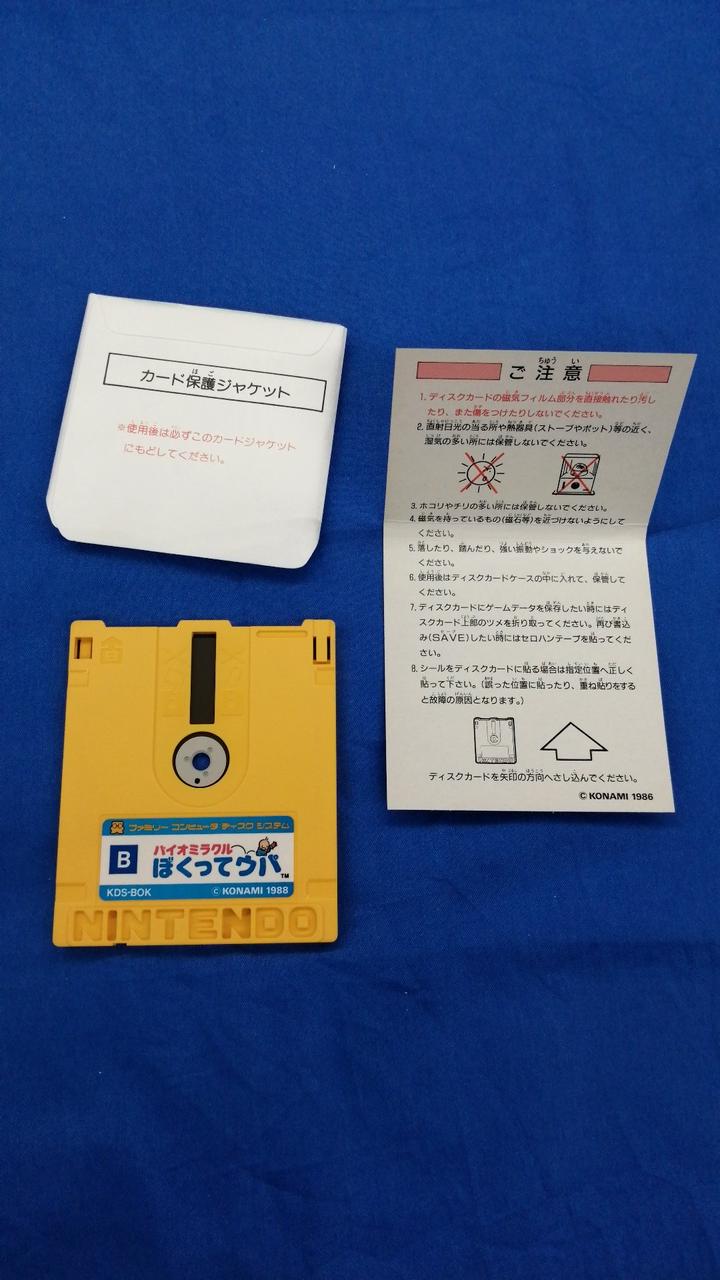 カード保護ジャケット
※使用後は必ずこのカードジャケット
にもどしてください。
ご注意
1. ディスクカードの磁気フィルム部分を直接触れたり汚し
たり、また傷をつけたりしないでください。
2. 直射日光の当る所や熱器具(ストーブやポット)等の近く、
湿気の多い所には保管しないでください。
3. ホコリやチリの多い所には保管しないでください。
4. 磁気を持っているもの(磁石等)を近づけないようにして
ください。
5. 落したり、踏んだり、強い振動やショックを与えないで
ください。
6. 使用後はディスクカードケースの中に入れて、保管して
ください。
7. ディスクカードにゲームデータを保存したい時にはディ
スクカード上部のツメを折り取ってください。再び書込
み(SAVE)したい時にはセロハンテープを貼ってくだ
さい。
8. シールをディスクカードに貼る場合は指定位置へ正しく
貼って下さい。(誤った位置に貼ったり、重ね貼りをする
と故障の原因となります。)
ディスクカードを矢印の方向へさし込んでください。
© KONAMI 1986
ファミリー コンピュータ ディスク システム
B
バイオミラクル
ぼくってウパ
TM
KDS-BOK
© KONAMI 1988
NINTENDO